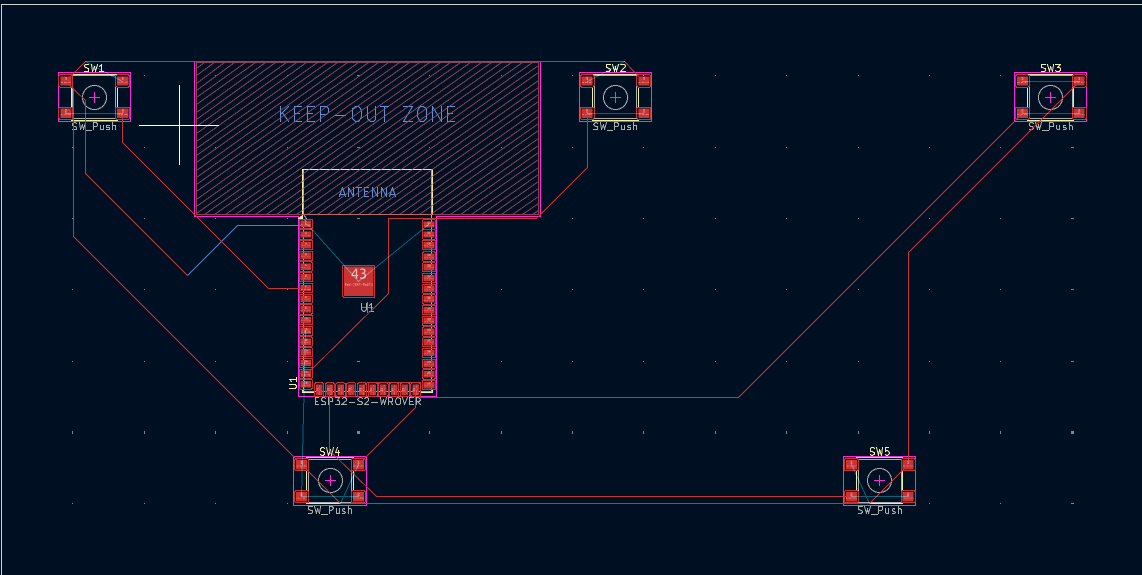 SW1
SW2
SW3
KEEP-OUT ZONE
SW_Push
SW_Push
SW_Push
ANTENNA
43
U1
U1
ESP32-S2-WROVER
SW4
SW5
SW_Push
SW_Push